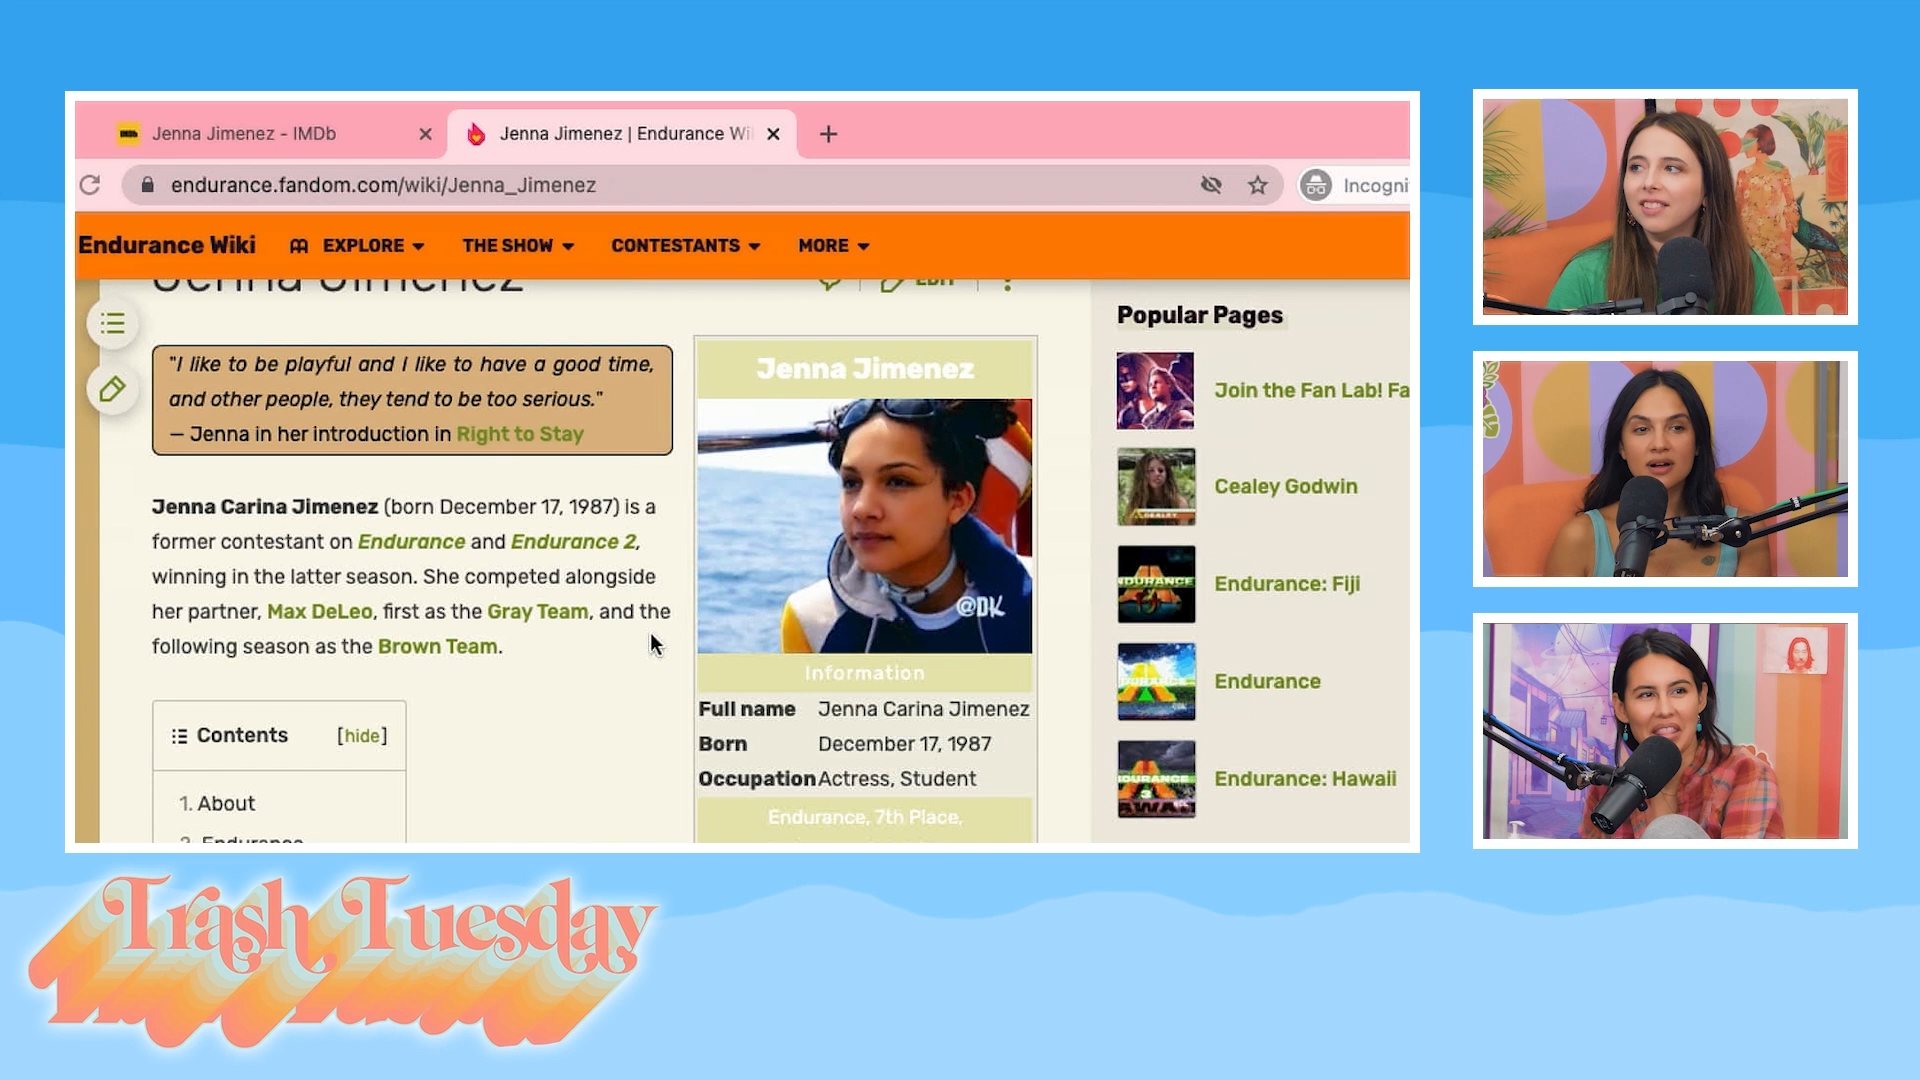 Jenna Jimenez - IMDb
Jenna Jimenez | Endurance Wi
endurance.fandom.com/wiki/Jenna_Jimenez
Incogni
Endurance Wiki
EXPLORE
THE SHOW
CONTESTANTS
MORE
Jenna Jimenez
EDIT
"I like to be playful and I like to have a good time,
and other people, they tend to be too serious."
— Jenna in her introduction in Right to Stay
Jenna Carina Jimenez (born December 17, 1987) is a
former contestant on Endurance and Endurance 2,
winning in the latter season. She competed alongside
her partner, Max DeLeo, first as the Gray Team, and the
following season as the Brown Team.
Contents [hide]
1. About
2. Endurance
Jenna Jimenez
@DK
Information
Full name Jenna Carina Jimenez
Born December 17, 1987
Occupation Actress, Student
Endurance, 7th Place,
Popular Pages
Join the Fan Lab! Fa
Cealey Godwin
Endurance: Fiji
Endurance
Endurance: Hawaii
Trash Tuesday